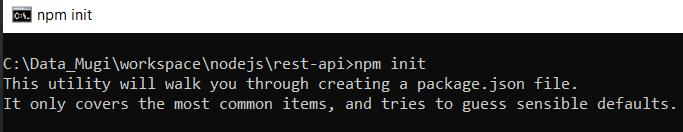 npm init
C:\Data_Mugi\workspace\nodejs\rest-api>npm init
This utility will walk you through creating a package.json file.
It only covers the most common items, and tries to guess sensible defaults.